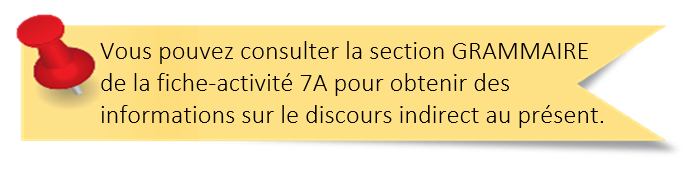 Vous pouvez consulter la section GRAMMAIRE
de la fiche-activité 7A pour obtenir des
informations sur le discours indirect au présent.